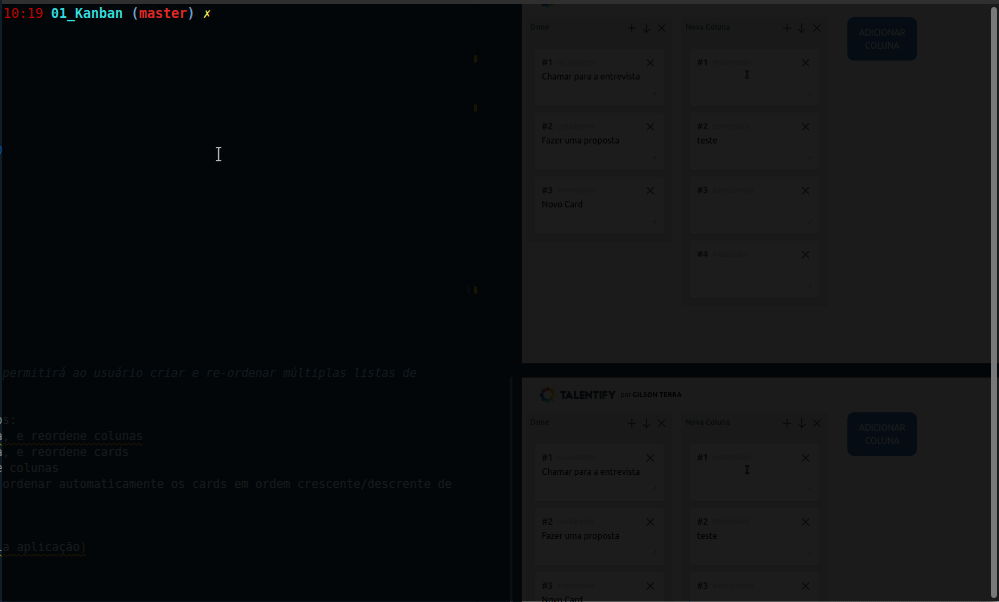 10:19 01_Kanban (master) ✗
permitirá ao usuário criar e re-ordenar múltiplas listas de
s:
, e reordene colunas
, e reordene cards
colunas
ordenar automaticamente os cards em ordem crescente/descrente de
a aplicação]
Done
#1
Chamar para a entrevista
#2
Fazer uma proposta
#3
Novo Card
Nova Coluna
#1
#2
teste
#3
#4
ADICIONAR
COLUNA
TALENTIFY por GILSON TERRA
Done
#1
Chamar para a entrevista
#2
Fazer uma proposta
#3
Novo Card
Nova Coluna
#1
#2
teste
#3
ADICIONAR
COLUNA